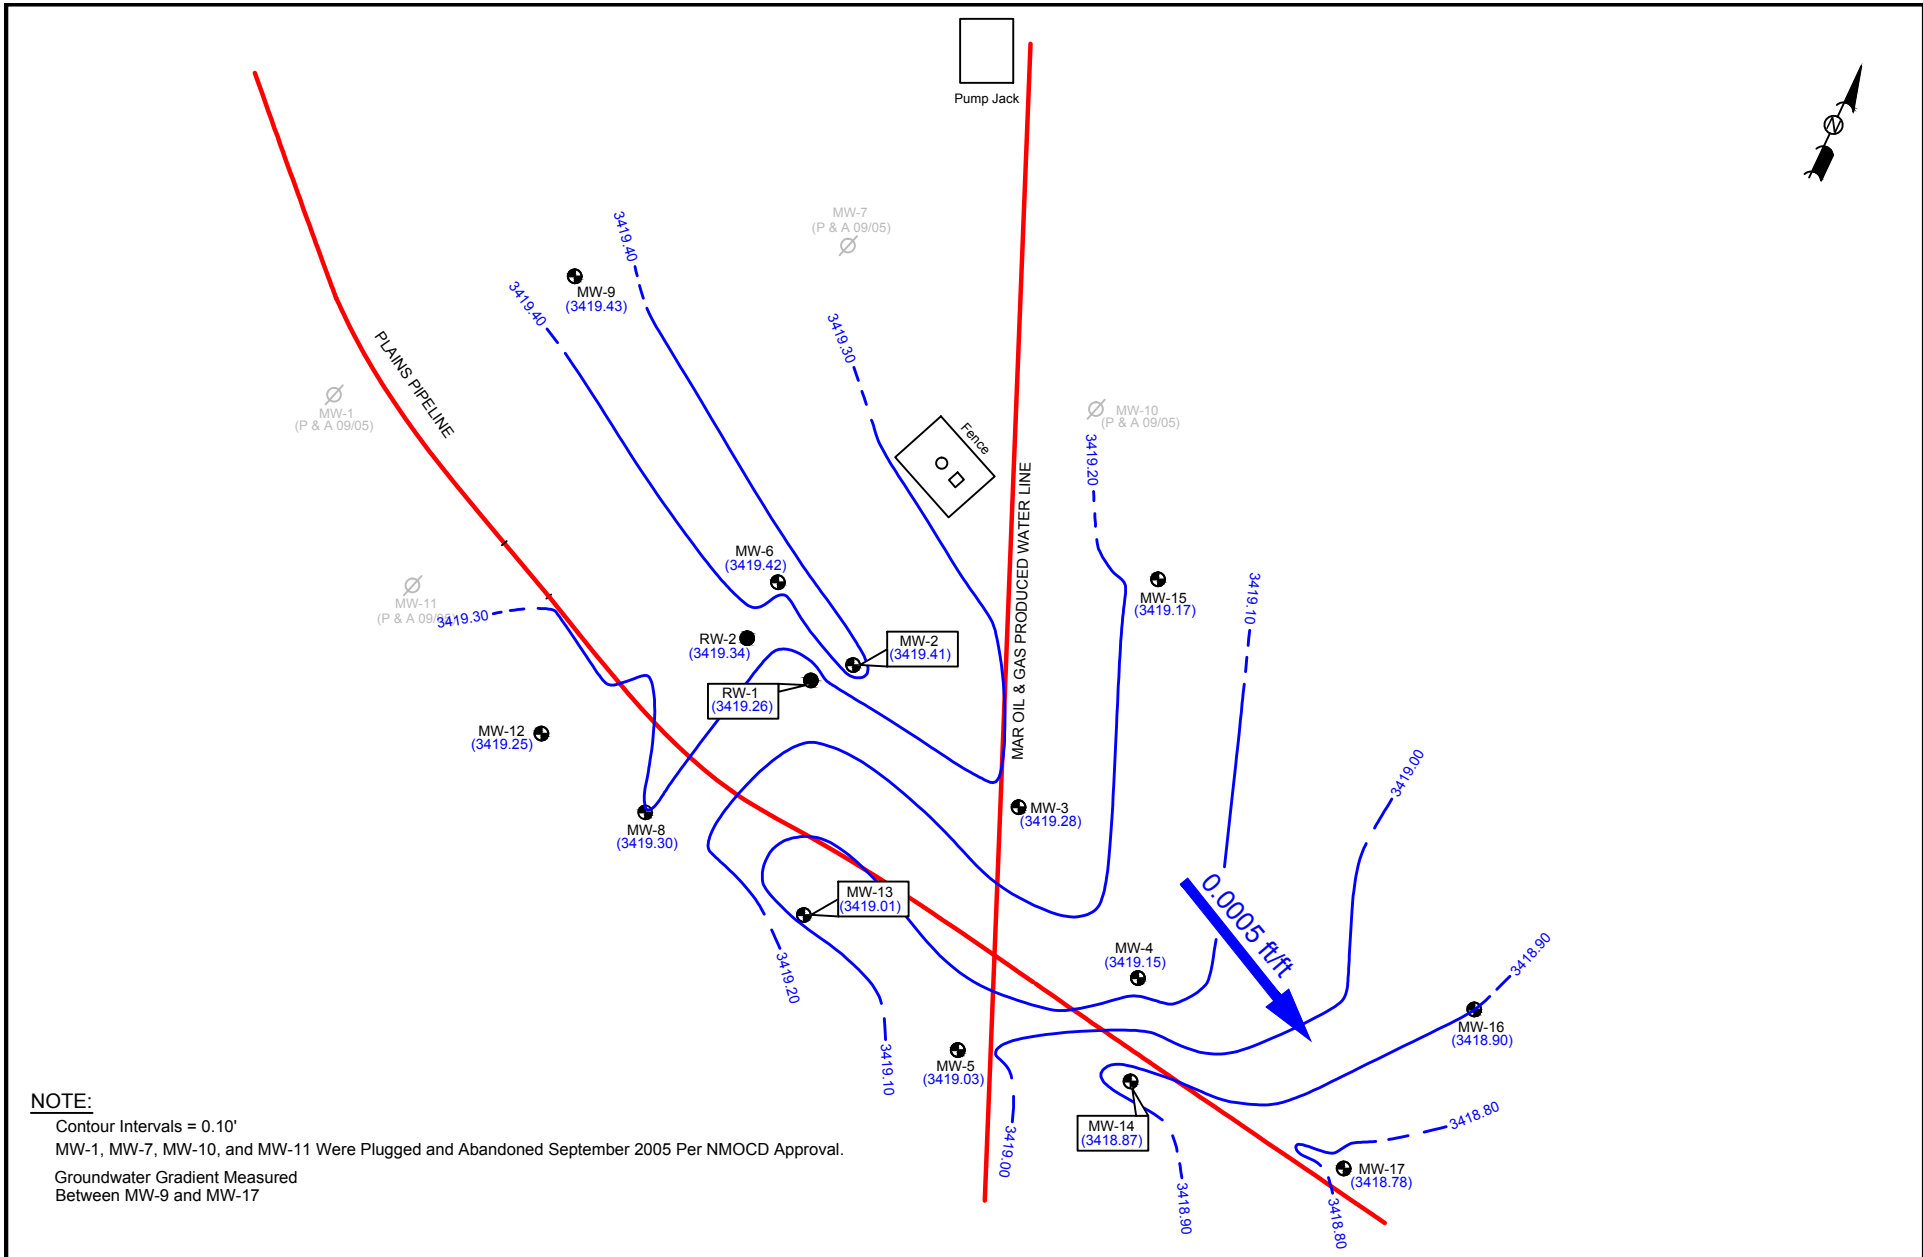 Pump Jack
N
MW-7
(P & A 09/05)
3419.40
MW-9
(3419.43)
3419.40
3419.30
PLAINS PIPELINE
MW-1
(P & A 09/05)
MW-10
(P & A 09/05)
Fence
3419.20
MAR OIL & GAS PRODUCED WATER LINE
MW-6
(3419.42)
MW-15
(3419.17)
3419.10
MW-11
(P & A 09/05)
3419.30
RW-2
(3419.34)
MW-2
(3419.41)
RW-1
(3419.26)
MW-12
(3419.25)
3419.00
MW-3
(3419.28)
MW-8
(3419.30)
MW-13
(3419.01)
0.0005 ft/ft
MW-4
(3419.15)
3418.90
3419.20
MW-16
(3418.90)
3419.10
MW-5
(3419.03)
3419.00
MW-14
(3418.87)
3418.80
MW-17
(3418.78)
3418.90
3418.80
NOTE:
Contour Intervals = 0.10'
MW-1, MW-7, MW-10, and MW-11 Were Plugged and Abandoned September 2005 Per NMOCD Approval.
Groundwater Gradient Measured
Between MW-9 and MW-17